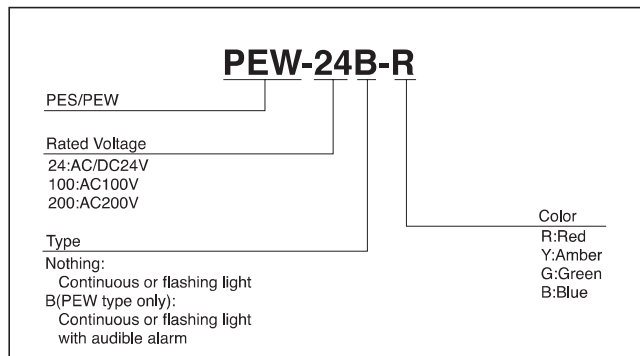 PEW-24B-R
PES/PEW
Rated Voltage
24:AC/DC24V
100:AC100V
200:AC200V
Type
Nothing:
Continuous or flashing light
B(PEW type only):
Continuous or flashing light
with audible alarm
Color
R:Red
Y:Amber
G:Green
B:Blue